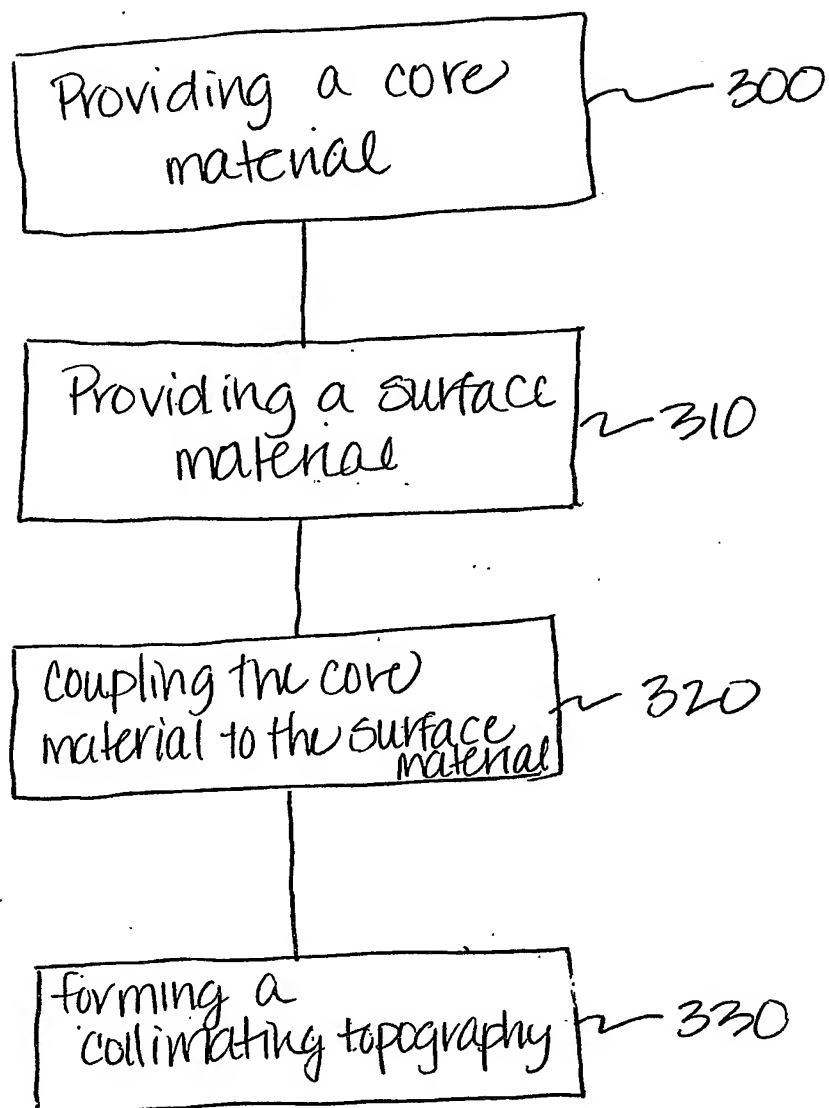 Providing a core
material
300
Providing a surface
material
310
coupling the core
material to the surface
material
320
forming a
collimating topography
330